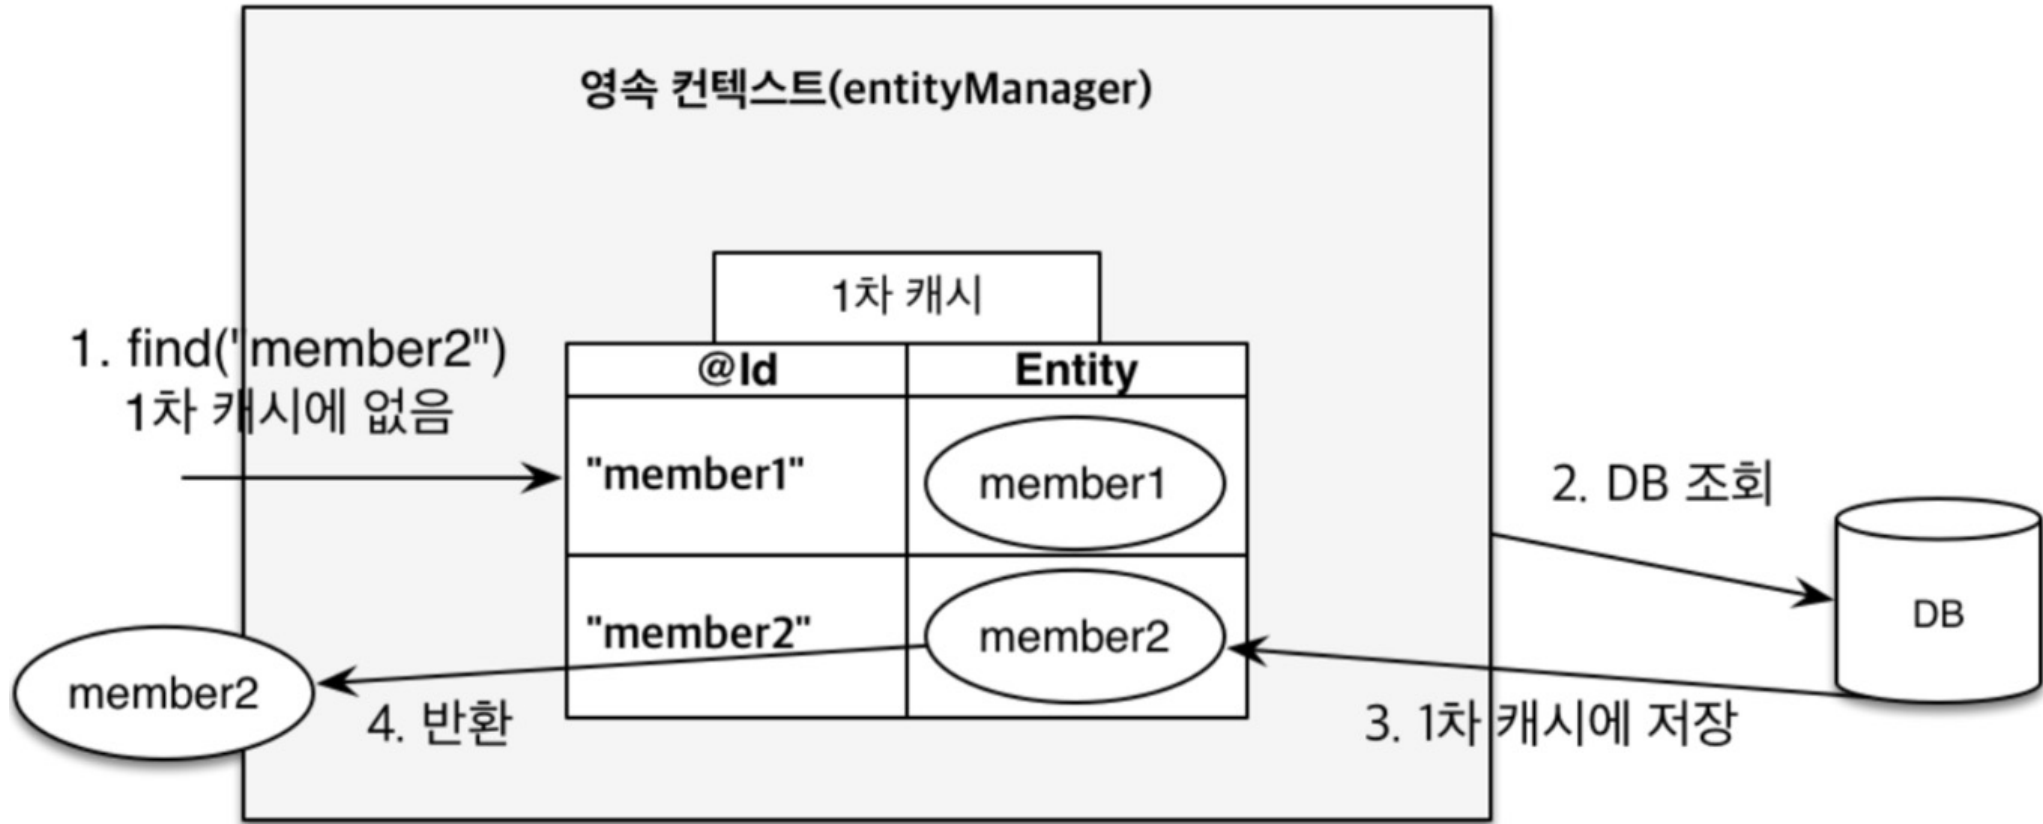 영속 컨텍스트(entityManager)
1차 캐시
1. find("member2")
1차 캐시에 없음
@Id
Entity
"member1"
member1
2. DB 조회
DB
"member2"
member2
member2
4. 반환
3. 1차 캐시에 저장